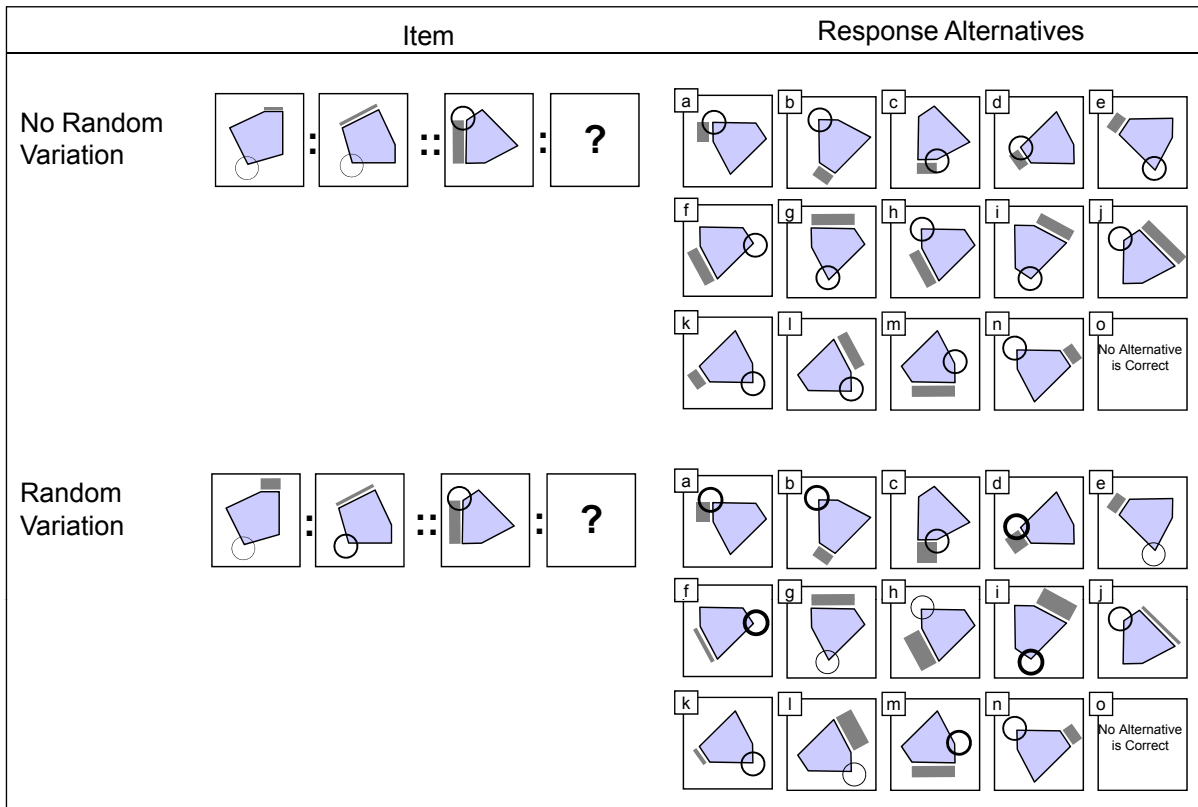 Item Response Alternatives
No Random
Variation
: :: : ?
a b c d e
f g h i j
k l m n o
No Alternative
is Correct
Random
Variation
: :: : ?
a b c d e
f g h i j
k l m n o
No Alternative
is Correct